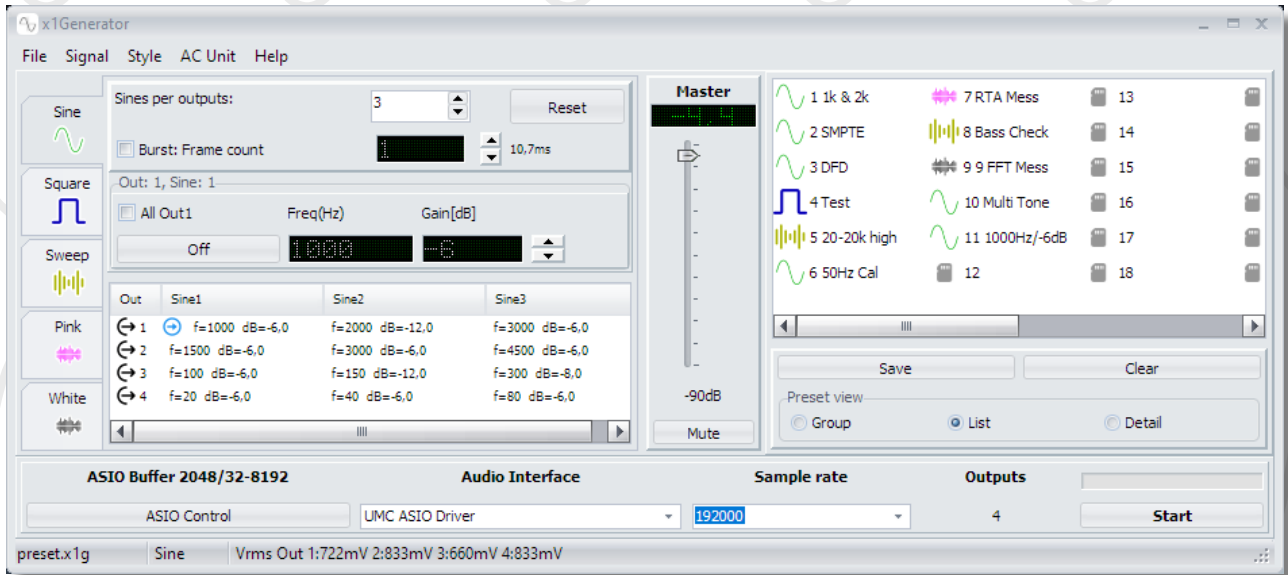 x1Generator
File Signal Style AC Unit Help
Sine
Square
Sweep
Pink
White
Sines per outputs:
3
Reset
Burst: Frame count
1
10,7ms
Out: 1, Sine: 1
All Out1
Freq(Hz)
Gain[dB]
Off
1000
-6
Out Sine1 Sine2 Sine3
1 f=1000 dB=-6,0 f=2000 dB=-12,0 f=3000 dB=-6,0
2 f=1500 dB=-6,0 f=3000 dB=-6,0 f=4500 dB=-6,0
3 f=100 dB=-6,0 f=150 dB=-12,0 f=300 dB=-8,0
4 f=20 dB=-6,0 f=40 dB=-6,0 f=80 dB=-6,0
Master
-4,4
-90dB
Mute
1 1k & 2k
2 SMPTE
3 DFD
4 Test
5 20-20k high
6 50Hz Cal
7 RTA Mess
8 Bass Check
9 9 FFT Mess
10 Multi Tone
11 1000Hz/-6dB
12
13
14
15
16
17
18
Save
Clear
Preset view
Group
List
Detail
ASIO Buffer 2048/32-8192
Audio Interface
Sample rate
Outputs
ASIO Control
UMC ASIO Driver
192000
4
Start
preset.x1g
Sine
Vrms Out 1:722mV 2:833mV 3:660mV 4:833mV